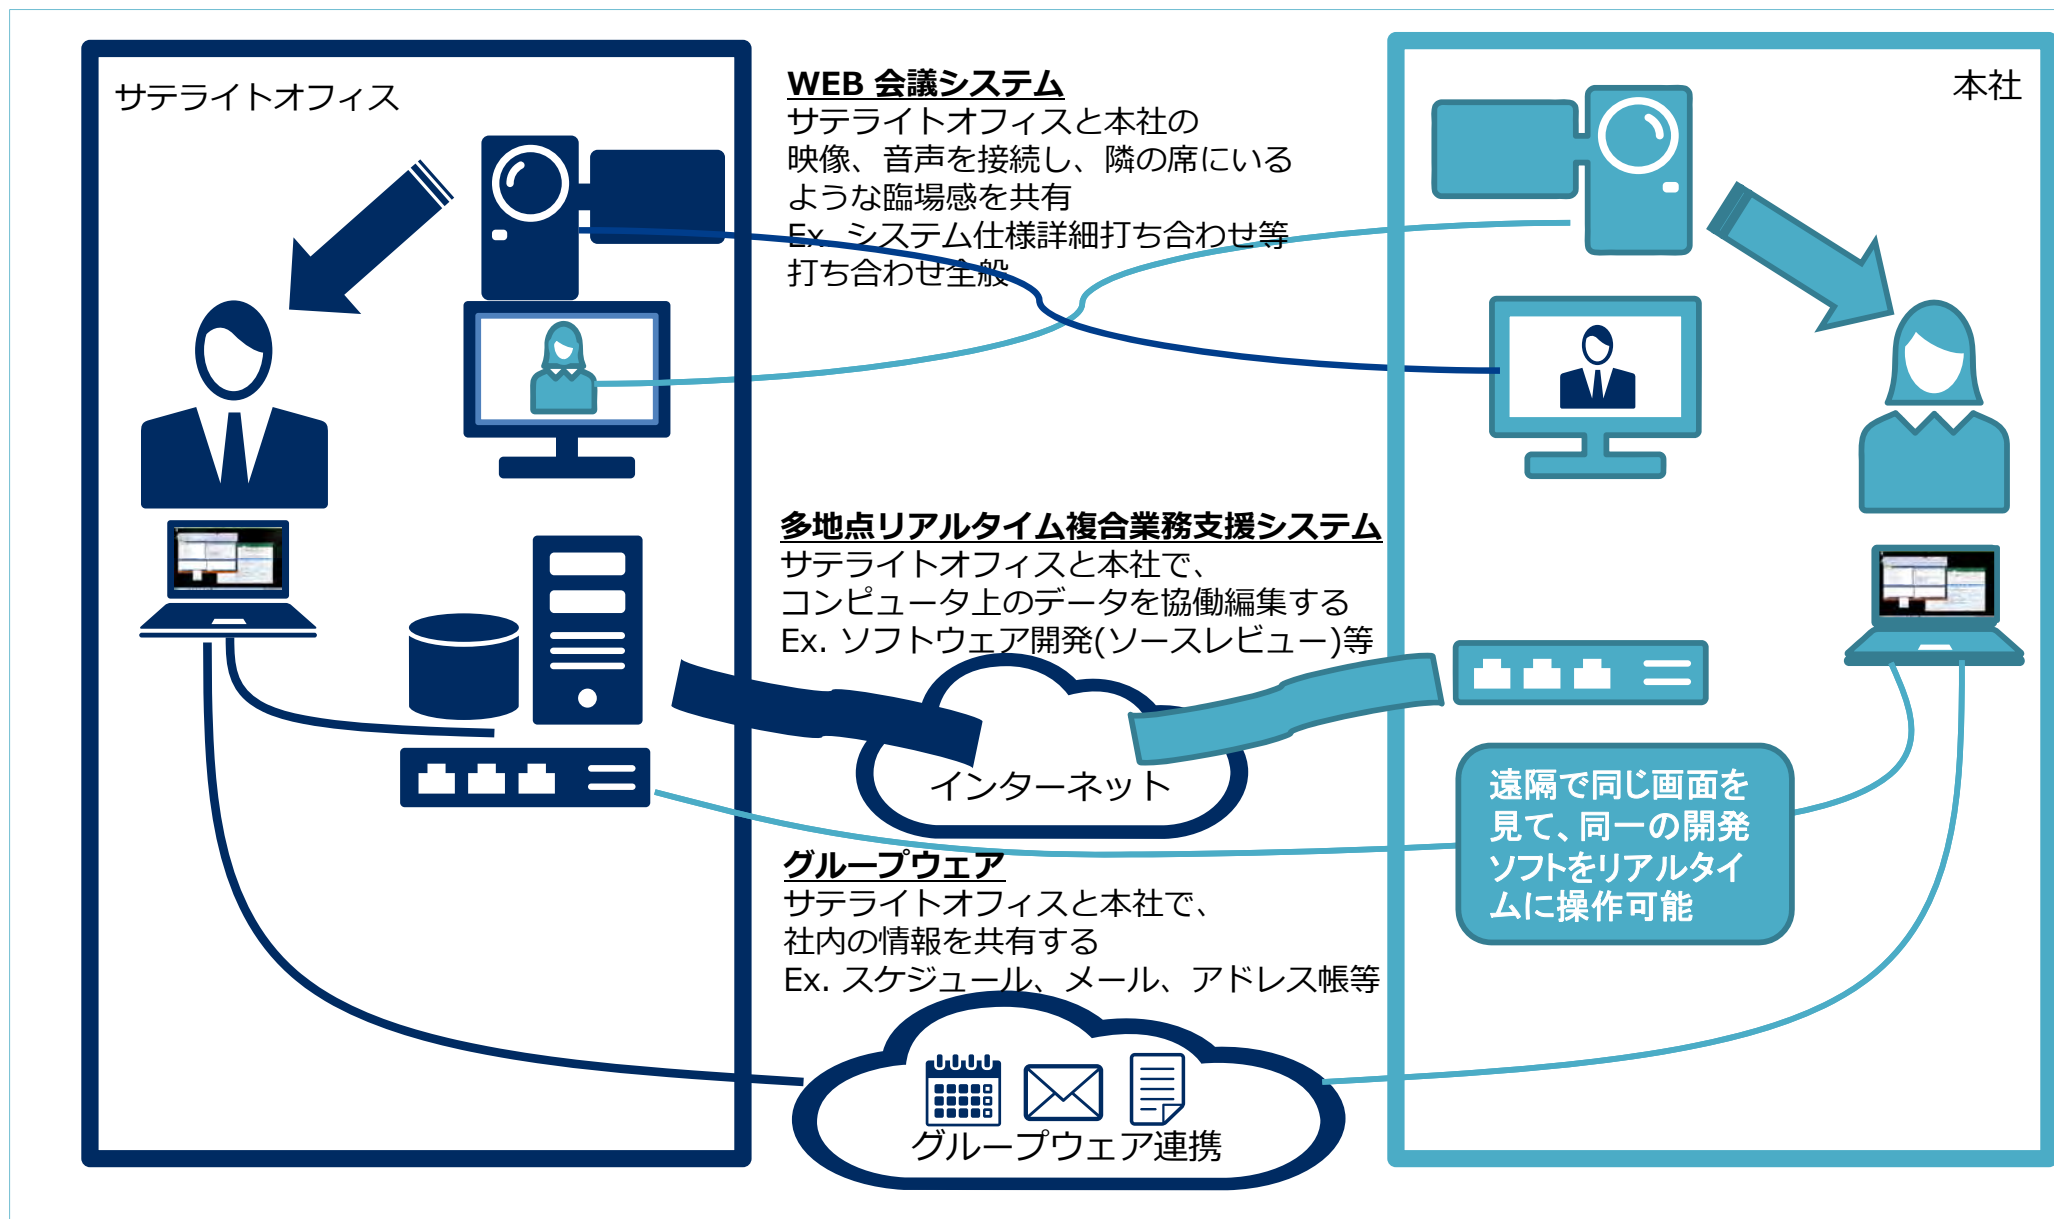 サテライトオフィス
本社
WEB 会議システム
サテライトオフィスと本社の
映像、音声を接続し、隣の席にいる
ような臨場感を共有
Ex. システム仕様詳細打ち合わせ等
打ち合わせ全般
多地点リアルタイム複合業務支援システム
サテライトオフィスと本社で、
コンピュータ上のデータを協働編集する
Ex. ソフトウェア開発(ソースレビュー)等
インターネット
遠隔で同じ画面を
見て、同一の開発
ソフトをリアルタイ
ムに操作可能
グループウェア
サテライトオフィスと本社で、
社内の情報を共有する
Ex. スケジュール、メール、アドレス帳等
グループウェア連携